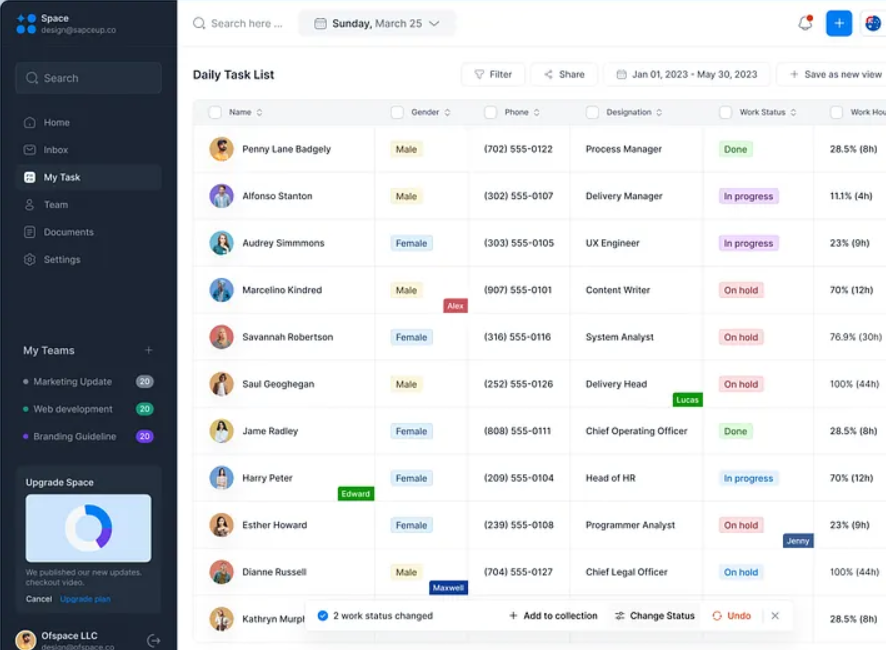 Space
design@sapceup.co
Search
Home
Inbox
My Task
Team
Documents
Settings
My Teams
Marketing Update 20
Web development 20
Branding Guideline 20
Upgrade Space
We published our new updates.
checkout video.
Cancel Upgrade plan
Ofspace LLC
design@ofspace.co
Search here ...
Sunday, March 25
Daily Task List
Filter Share Jan 01, 2023 - May 30, 2023 Save as new view
Name Gender Phone Designation Work Status Work Hou
Penny Lane Badgely Male (702) 555-0122 Process Manager Done 28.5% (8h)
Alfonso Stanton Male (302) 555-0107 Delivery Manager In progress 11.1% (4h)
Audrey Simmmons Female (303) 555-0105 UX Engineer In progress 23% (9h)
Marcelino Kindred Male (907) 555-0101 Content Writer On hold 70% (12h)
Alex
Savannah Robertson Female (316) 555-0116 System Analyst On hold 76.9% (30h)
Saul Geoghegan Male (252) 555-0126 Delivery Head On hold 100% (44h)
Lucas
Jame Radley Female (808) 555-0111 Chief Operating Officer Done 28.5% (8h)
Harry Peter Female (209) 555-0104 Head of HR In progress 70% (12h)
Edward
Esther Howard Female (239) 555-0108 Programmer Analyst On hold 23% (9h)
Jenny
Dianne Russell Male (704) 555-0127 Chief Legal Officer On hold 100% (44h)
Maxwell
Kathryn Murph 28.5% (8h)
2 work status changed Add to collection Change Status Undo